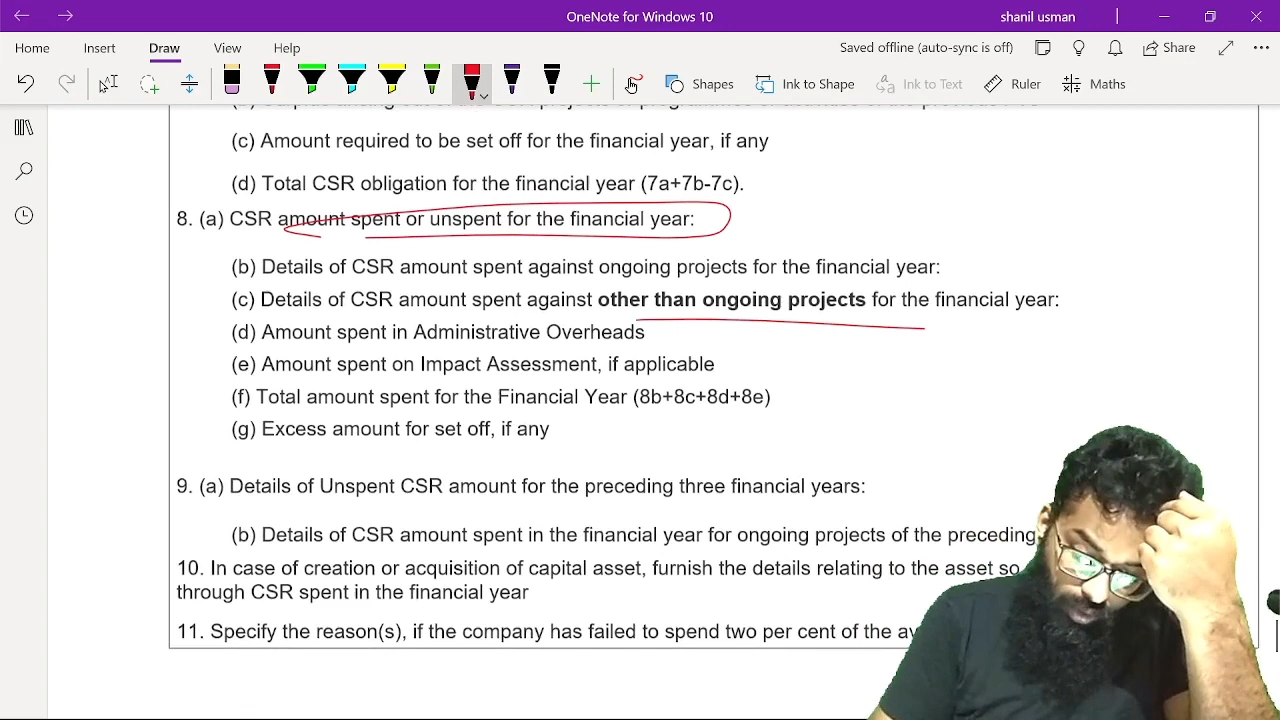 OneNote for Windows 10
shanil usman
Home Insert Draw View Help
Saved offline (auto-sync is off)
Share
Shapes
Ink to Shape
Ink to Text
Ruler
Maths
(c) Amount required to be set off for the financial year, if any
(d) Total CSR obligation for the financial year (7a+7b-7c).
8. (a) CSR amount spent or unspent for the financial year:
(b) Details of CSR amount spent against ongoing projects for the financial year:
(c) Details of CSR amount spent against other than ongoing projects for the financial year:
(d) Amount spent in Administrative Overheads
(e) Amount spent on Impact Assessment, if applicable
(f) Total amount spent for the Financial Year (8b+8c+8d+8e)
(g) Excess amount for set off, if any
9. (a) Details of Unspent CSR amount for the preceding three financial years:
(b) Details of CSR amount spent in the financial year for ongoing projects of the preceding
10. In case of creation or acquisition of capital asset, furnish the details relating to the asset so
through CSR spent in the financial year
11. Specify the reason(s), if the company has failed to spend two per cent of the